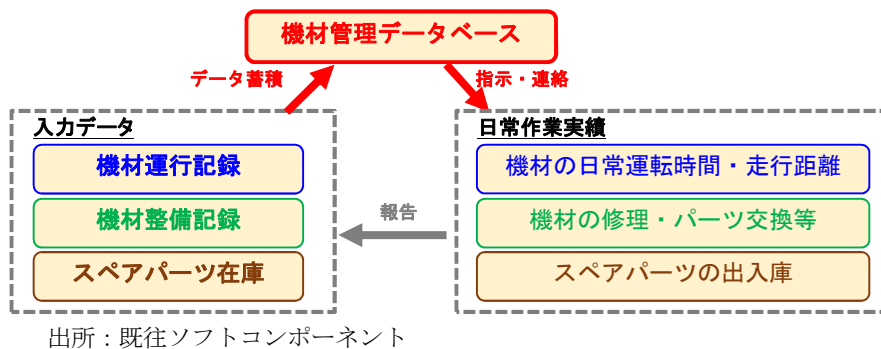 機材管理データベース
データ蓄積
指示・連絡
入力データ
機材運行記録
機材整備記録
スペアパーツ在庫
報告
日常作業実績
機材の日常運転時間・走行距離
機材の修理・パーツ交換等
スペアパーツの出入庫
出所：既往ソフトコンポーネント